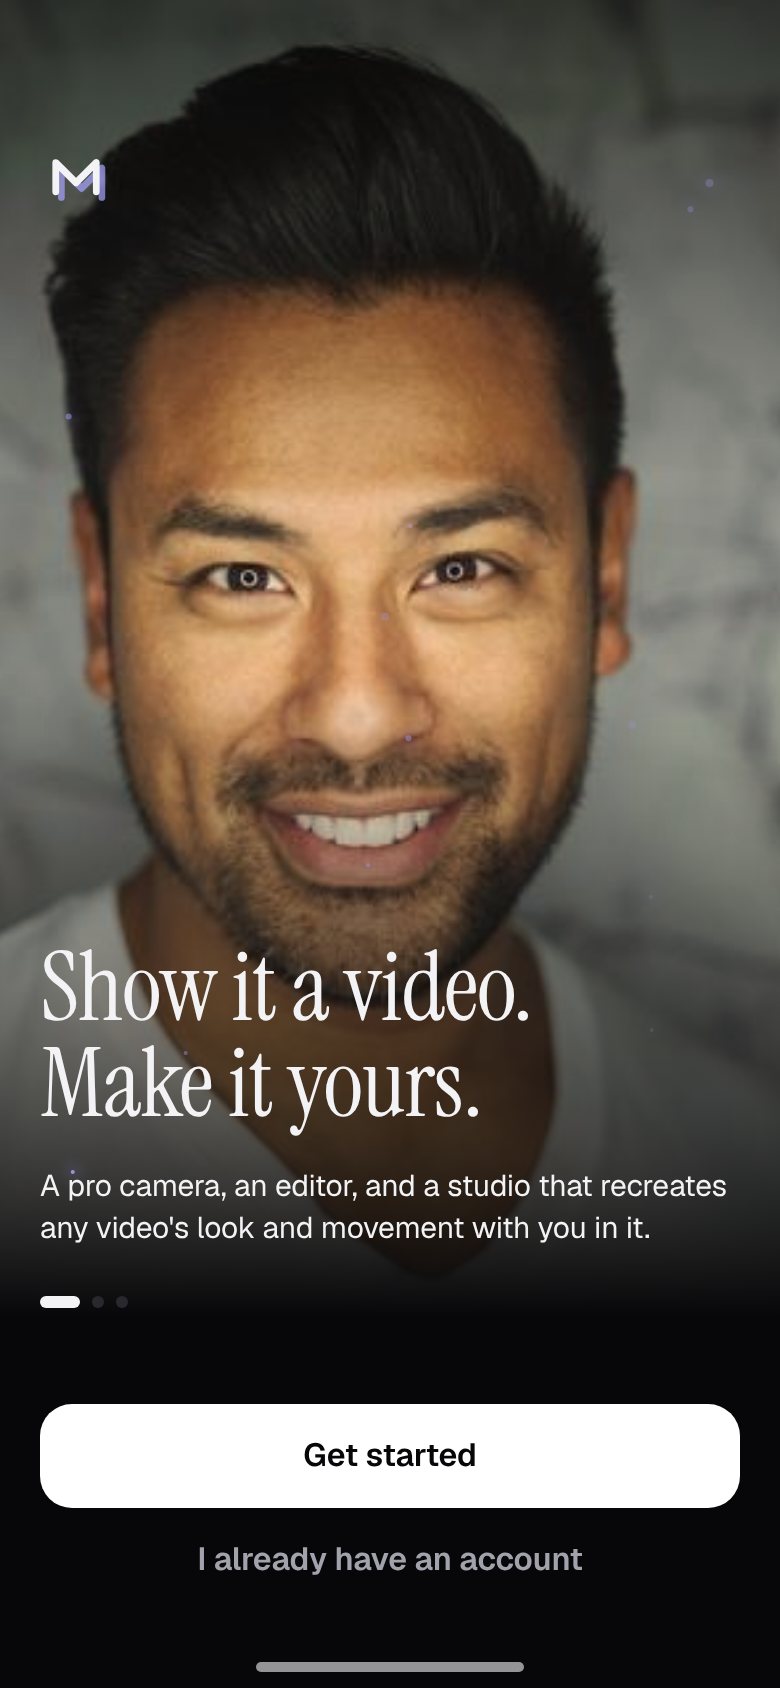 M
Show it a video.
Make it yours.
A pro camera, an editor, and a studio that recreates
any video's look and movement with you in it.
Get started
I already have an account